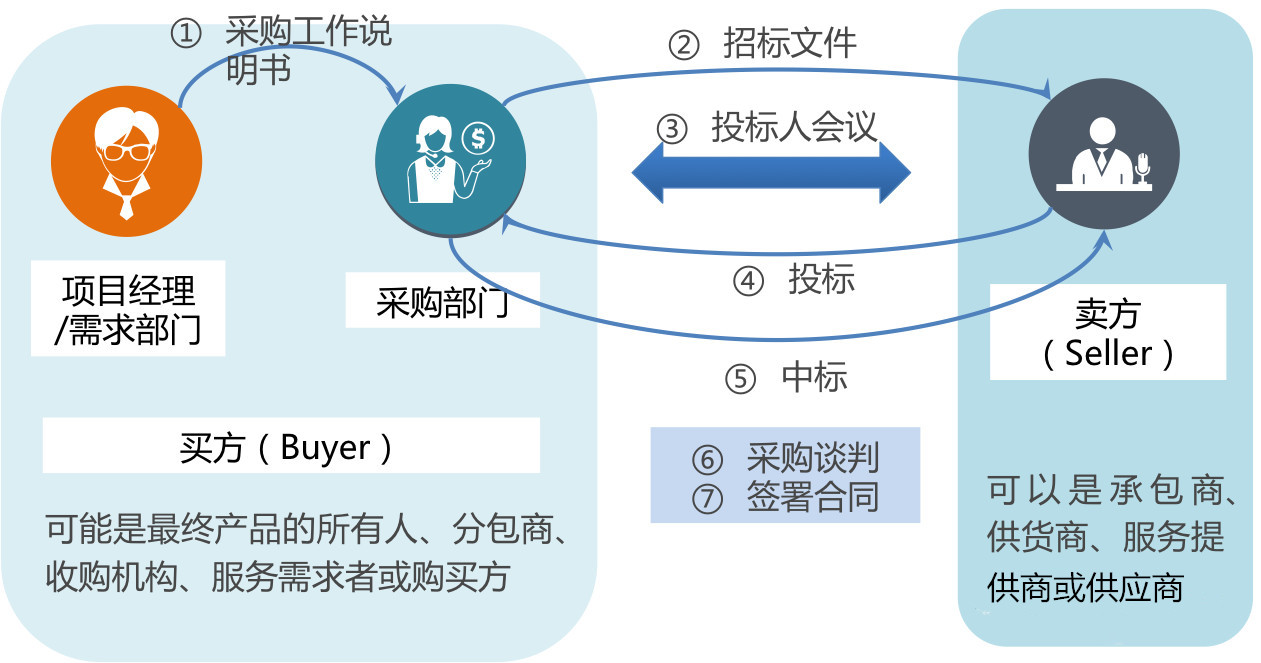 ① 采购工作说
明书
② 招标文件
③ 投标人会议
④ 投标
⑤ 中标
项目经理
/需求部门
采购部门
卖方
（Seller）
买方（Buyer）
⑥ 采购谈判
⑦ 签署合同
可能是最终产品的所有人、分包商、
收购机构、服务需求者或购买方
可以是承包商、
供货商、服务提
供商或供应商